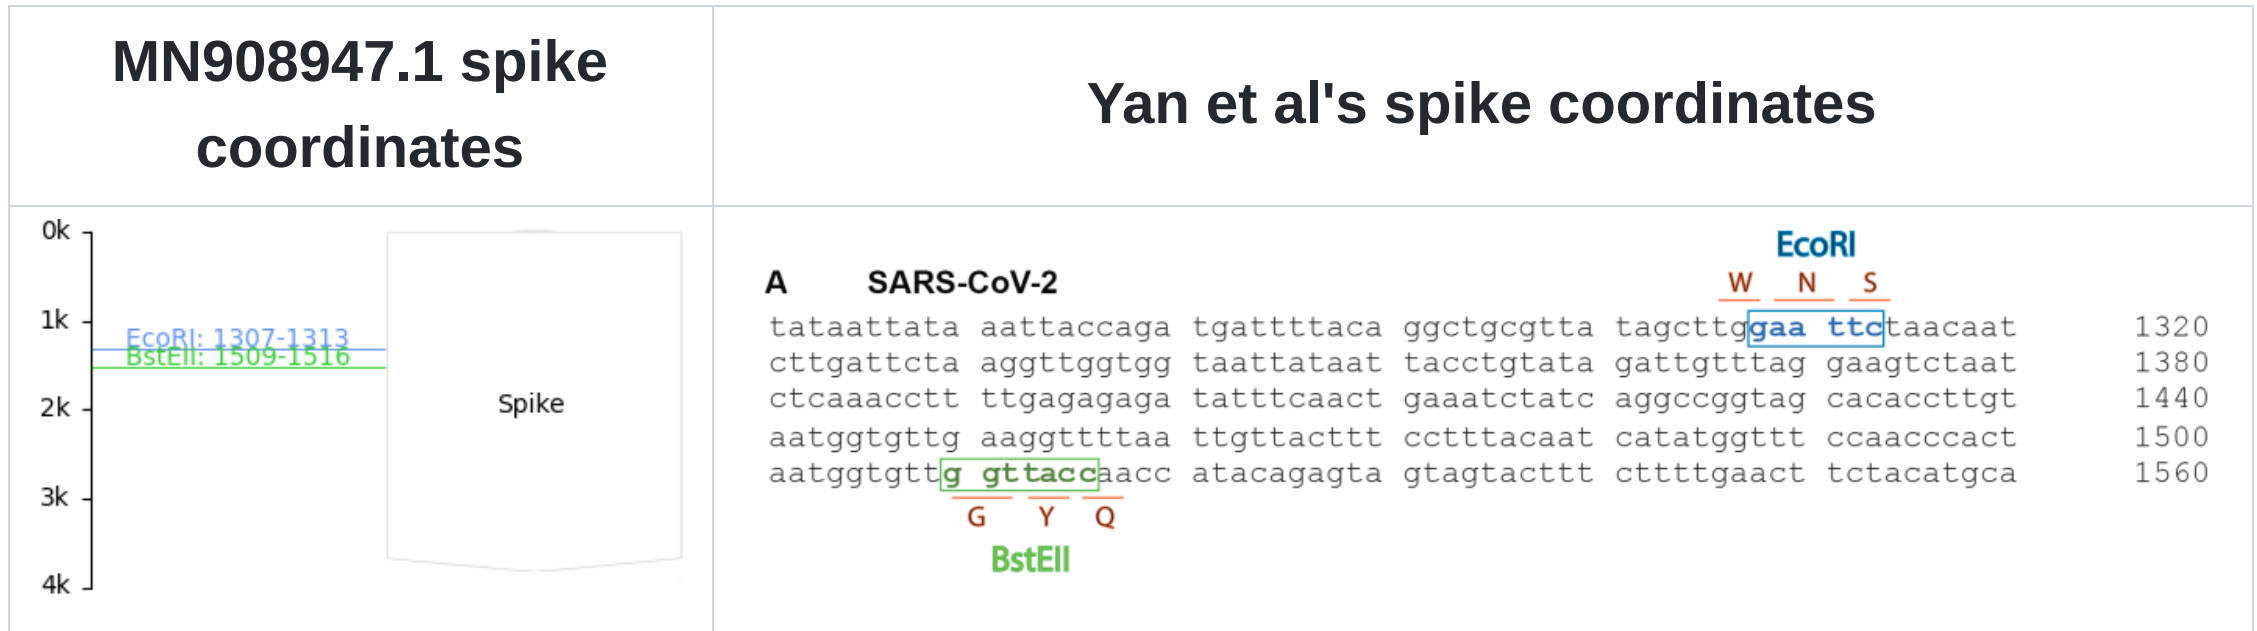 MN908947.1 spike
coordinates
Yan et al's spike coordinates
0k
1k
2k
3k
4k
EcoRI: 1307-1313
BstEII: 1509-1516
Spike
EcoRI
A SARS-CoV-2
W N S
tataattata aattaccaga tgattttaca ggctgcgtta tagcttggaa ttctaacaat 1320
cttgattcta aggttggtgg taattataat tacctgtata gattgtttag gaagtctaat 1380
ctcaaacctt ttgagagaga tatttcaact gaaatctatc aggccggtag cacaccttgt 1440
aatggtgttg aaggttttaa ttgttacttt cctttacaat catatggttt ccaacccact 1500
aatggtgttg gttaccaacc atacagagta gtagtacttt cttttgaact tctacatgca 1560
G Y Q
BstEII